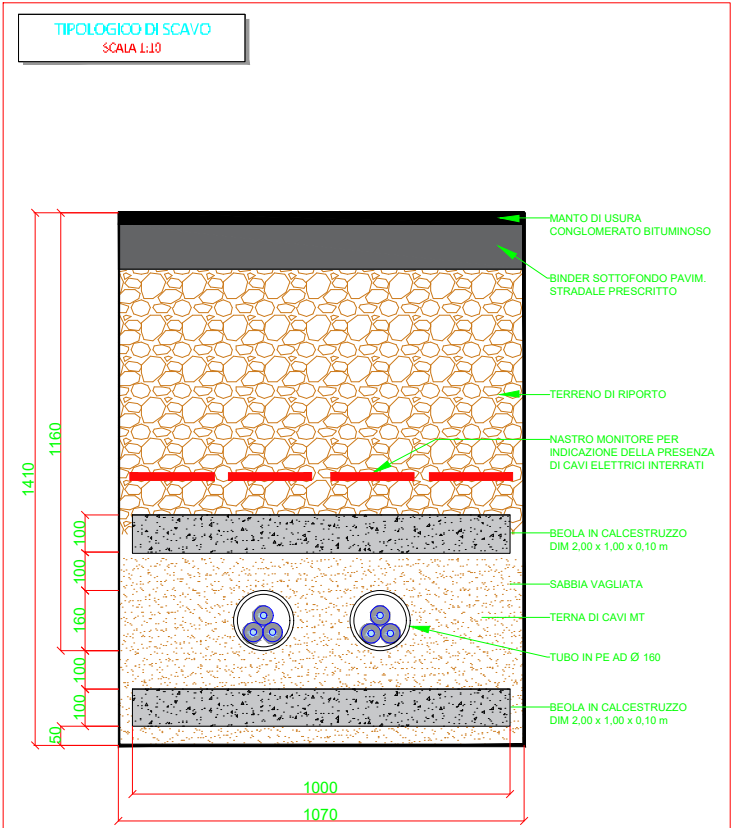 TIPOLOGICO DI SCAVO
SCALA 1:10
MANTO DI USURA
CONGLOMERATO BITUMINOSO
BINDER SOTTOFONDO PAVIM.
STRADALE PRESCRITTO
TERRENO DI RIPORTO
NASTRO MONITORE PER
INDICAZIONE DELLA PRESENZA
DI CAVI ELETTRICI INTERRATI
BEOLA IN CALCESTRUZZO
DIM 2,00 x 1,00 x 0,10 m
SABBIA VAGLIATA
TERNA DI CAVI MT
TUBO IN PE AD Ø 160
BEOLA IN CALCESTRUZZO
DIM 2,00 x 1,00 x 0,10 m
1410
1160
100
100
160
100
100
50
1000
1070